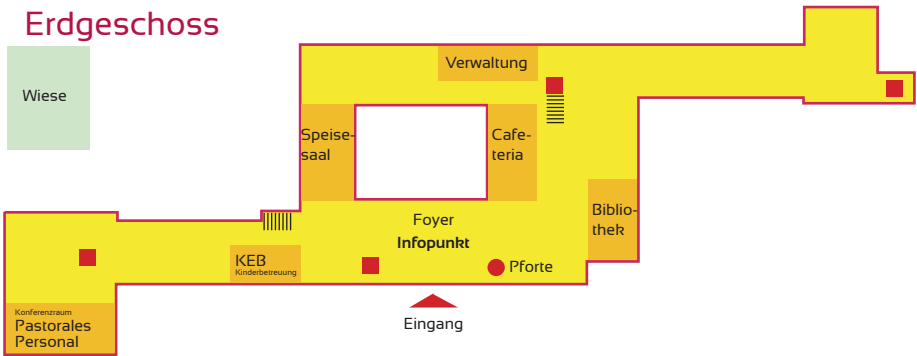 Erdgeschoss
Verwaltung
Wiese
Speise-
saal
Cafe-
teria
Biblio-
thek
Foyer
Infopunkt
KEB
Kinderbetreuung
Pforte
Konferenzraum
Pastorales
Personal
Eingang